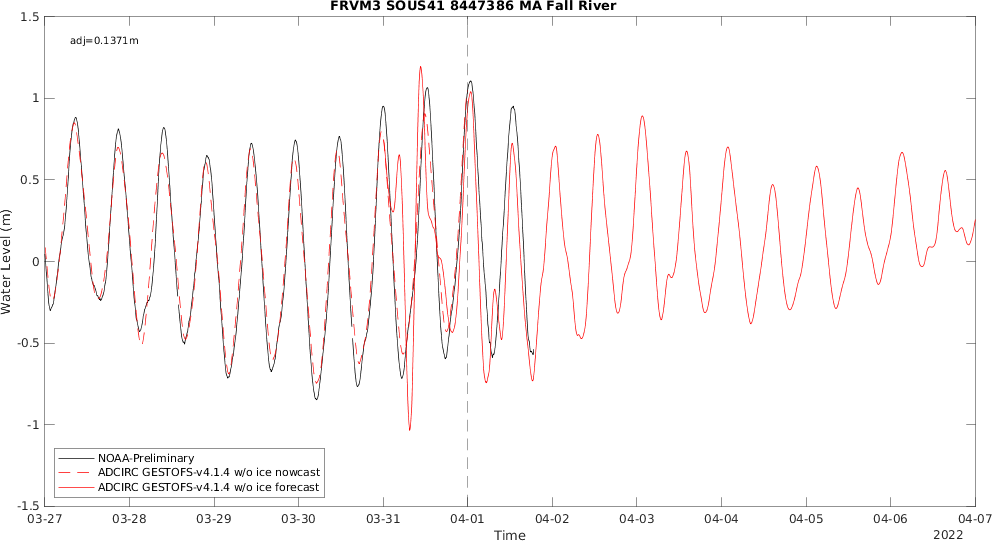 FRVM3 SOUS41 8447386 MA Fall River
adj=0.1371m
1.5
1
0.5
0
-0.5
-1
-1.5
Water Level (m)
NOAA-Preliminary
ADCIRC GESTOFS-v4.1.4 w/o ice nowcast
ADCIRC GESTOFS-v4.1.4 w/o ice forecast
03-27 03-28 03-29 03-30 03-31 04-01 04-02 04-03 04-04 04-05 04-06 04-07
Time
2022